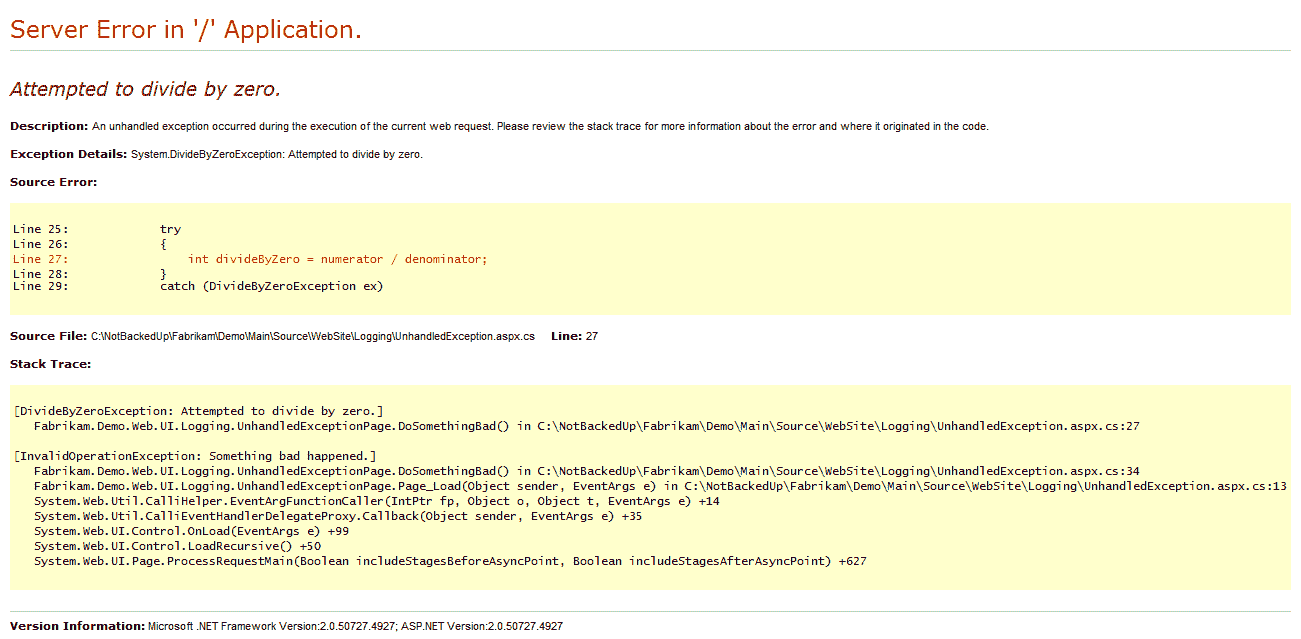 Server Error in '/' Application.
Attempted to divide by zero.
Description: An unhandled exception occurred during the execution of the current web request. Please review the stack trace for more information about the error and where it originated in the code.
Exception Details: System.DivideByZeroException: Attempted to divide by zero.
Source Error:
Line 25:             try
Line 26:             {
Line 27:                 int divideByZero = numerator / denominator;
Line 28:             }
Line 29:             catch (DivideByZeroException ex)
Source File: C:\NotBackedUp\Fabrikam\Demo\Main\Source\WebSite\Logging\UnhandledException.aspx.cs    Line: 27
Stack Trace:
[DivideByZeroException: Attempted to divide by zero.]
   Fabrikam.Demo.Web.UI.Logging.UnhandledExceptionPage.DoSomethingBad() in C:\NotBackedUp\Fabrikam\Demo\Main\Source\WebSite\Logging\UnhandledException.aspx.cs:27
[InvalidOperationException: Something bad happened.]
   Fabrikam.Demo.Web.UI.Logging.UnhandledExceptionPage.DoSomethingBad() in C:\NotBackedUp\Fabrikam\Demo\Main\Source\WebSite\Logging\UnhandledException.aspx.cs:34
   Fabrikam.Demo.Web.UI.Logging.UnhandledExceptionPage.Page_Load(Object sender, EventArgs e) in C:\NotBackedUp\Fabrikam\Demo\Main\Source\WebSite\Logging\UnhandledException.aspx.cs:13
   System.Web.Util.CalliHelper.EventArgFunctionCaller(IntPtr fp, Object o, Object t, EventArgs e) +14
   System.Web.Util.CalliEventHandlerDelegateProxy.Callback(Object sender, EventArgs e) +35
   System.Web.UI.Control.OnLoad(EventArgs e) +99
   System.Web.UI.Control.LoadRecursive() +50
   System.Web.UI.Page.ProcessRequestMain(Boolean includeStagesBeforeAsyncPoint, Boolean includeStagesAfterAsyncPoint) +627
Version Information: Microsoft .NET Framework Version:2.0.50727.4927; ASP.NET Version:2.0.50727.4927